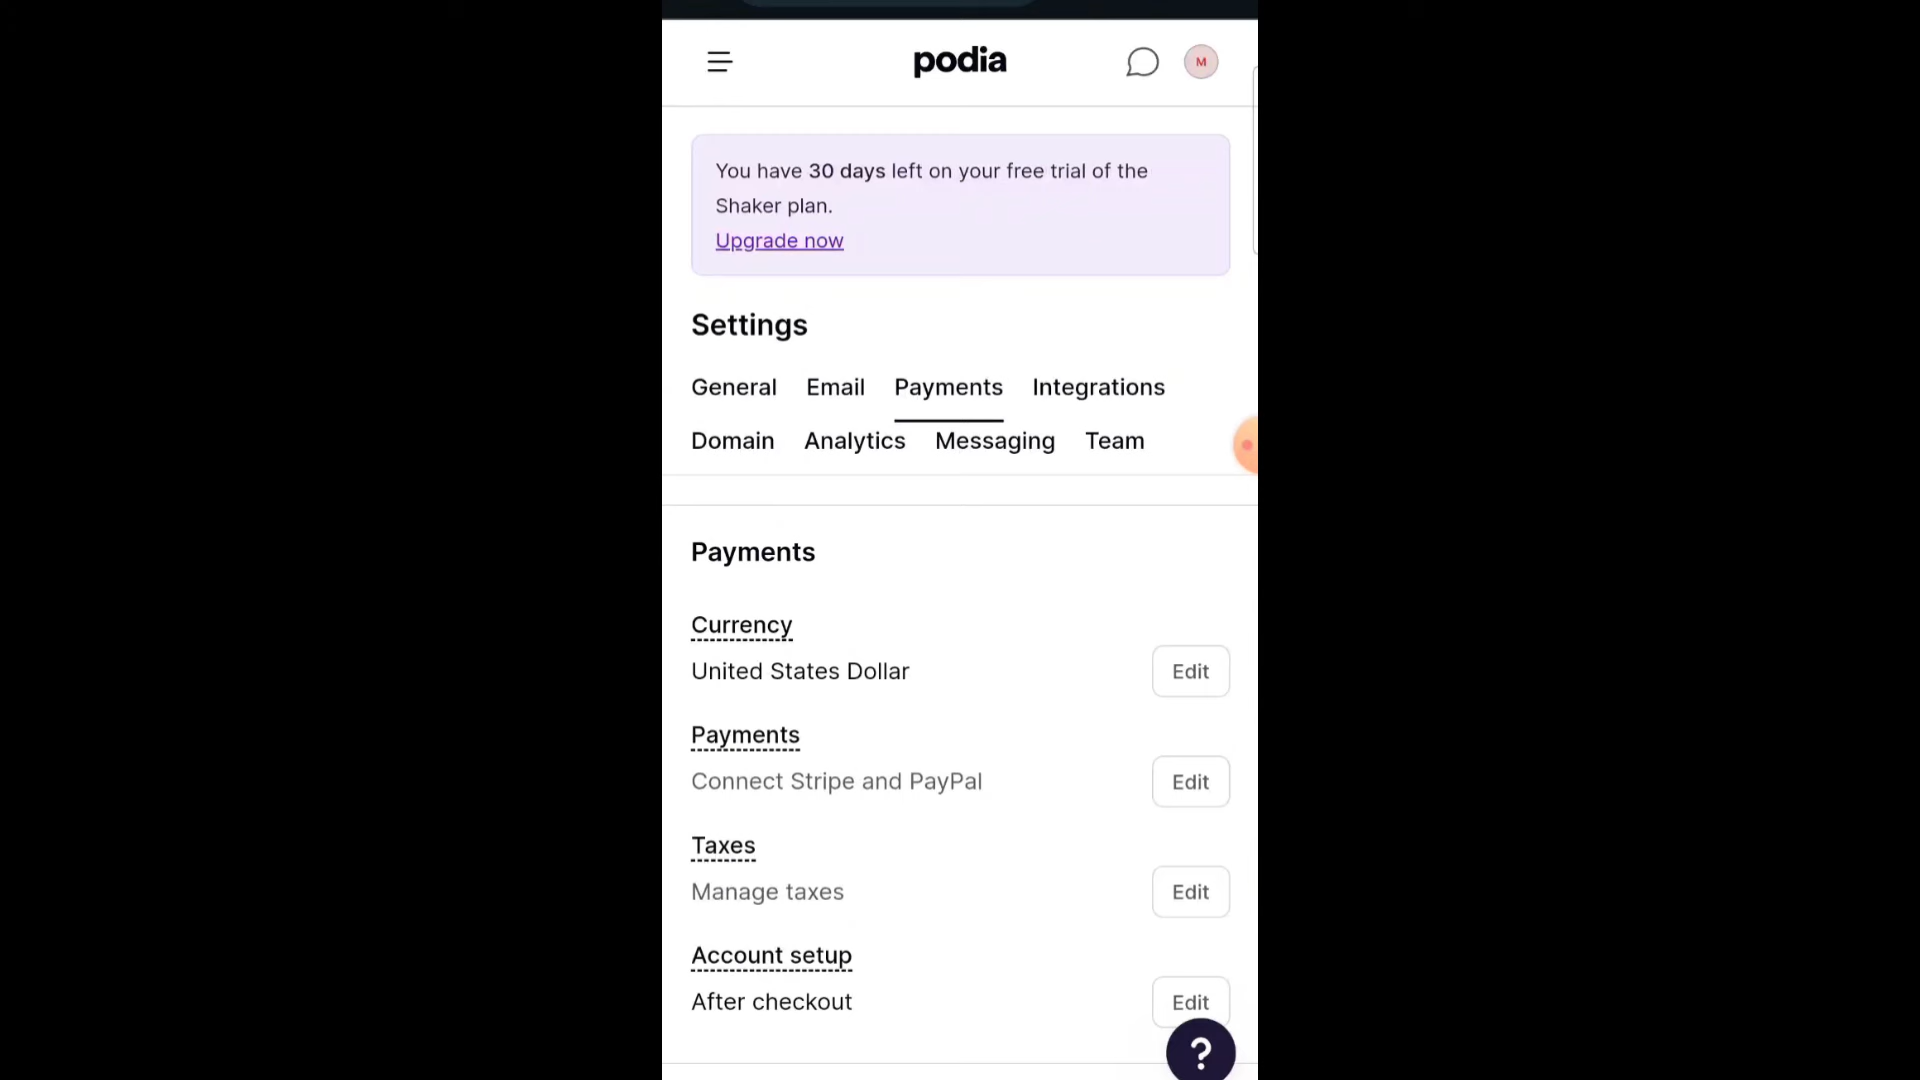 podia
M
You have 30 days left on your free trial of the
Shaker plan.
Upgrade now
Settings
General Email Payments Integrations
Domain Analytics Messaging Team
Payments
Currency
United States Dollar Edit
Payments
Connect Stripe and PayPal Edit
Taxes
Manage taxes Edit
Account setup
After checkout Edit
?